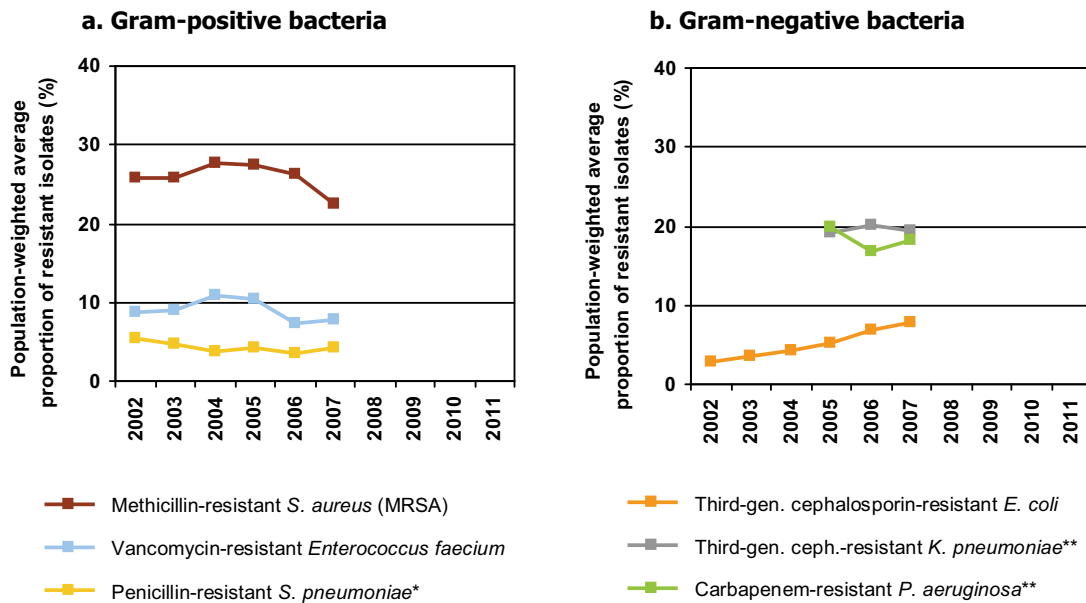 a. Gram-positive bacteria
Population-weighted average
proportion of resistant isolates (%)
40
30
20
10
0
2002
2003
2004
2005
2006
2007
2008
2009
2010
2011
Methicillin-resistant S. aureus (MRSA)
Vancomycin-resistant Enterococcus faecium
Penicillin-resistant S. pneumoniae*
b. Gram-negative bacteria
Population-weighted average
proportion of resistant isolates (%)
40
30
20
10
0
2002
2003
2004
2005
2006
2007
2008
2009
2010
2011
Third-gen. cephalosporin-resistant E. coli
Third-gen. ceph.-resistant K. pneumoniae**
Carbapenem-resistant P. aeruginosa**